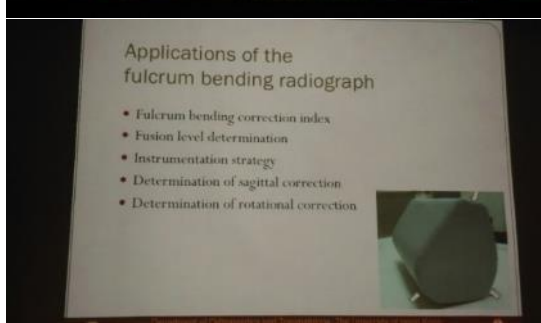 Applications of the
fulcrum bending radiograph
• Fulcrum bending correction index
• Fusion level determination
• Instrumentation strategy
• Determination of sagittal correction
• Determination of rotational correction